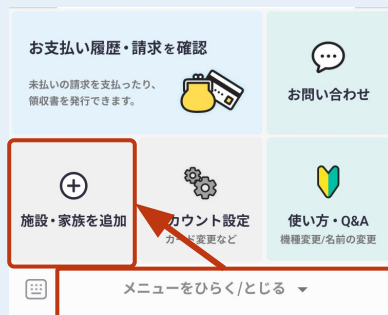 お支払い履歴・請求を確認
未払いの請求を支払ったり、
領収書を発行できます。
お問い合わせ
施設・家族を追加
カウント設定
カード変更など
使い方・Q&A
機種変更/名前の変更
メニューをひらく/とじる